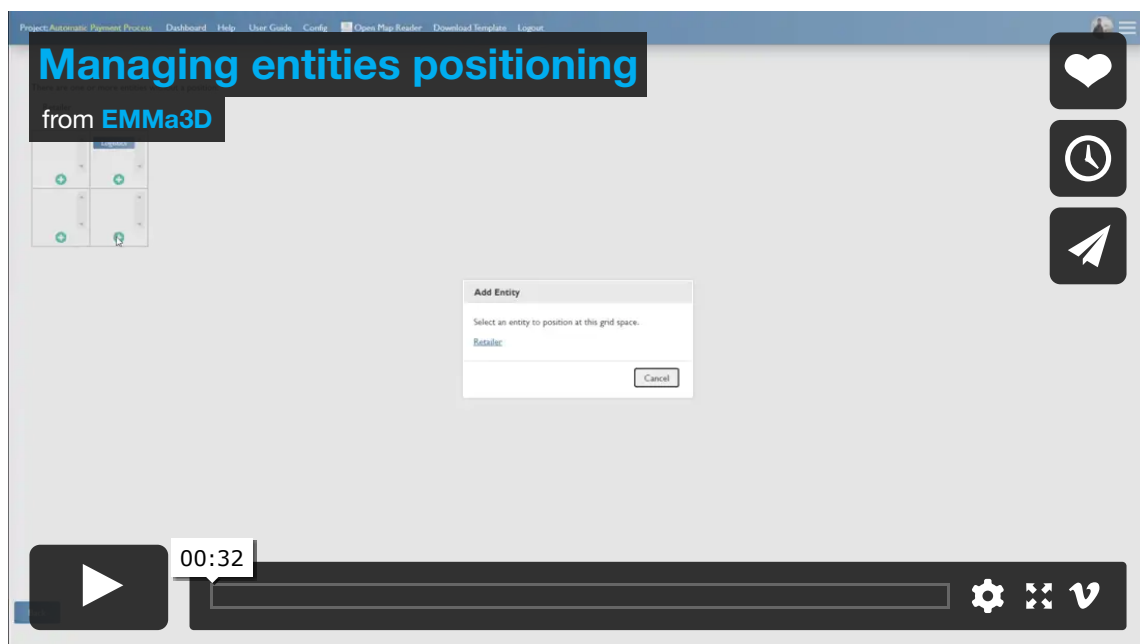 Project: Automatic Payment Process Dashboard Help User Guide Config Open Map Reader Download Template Logout
Managing entities positioning
from EMMa3D
Logistics
Add Entity
Select an entity to position at this grid space.
Retailer
Cancel
00:32